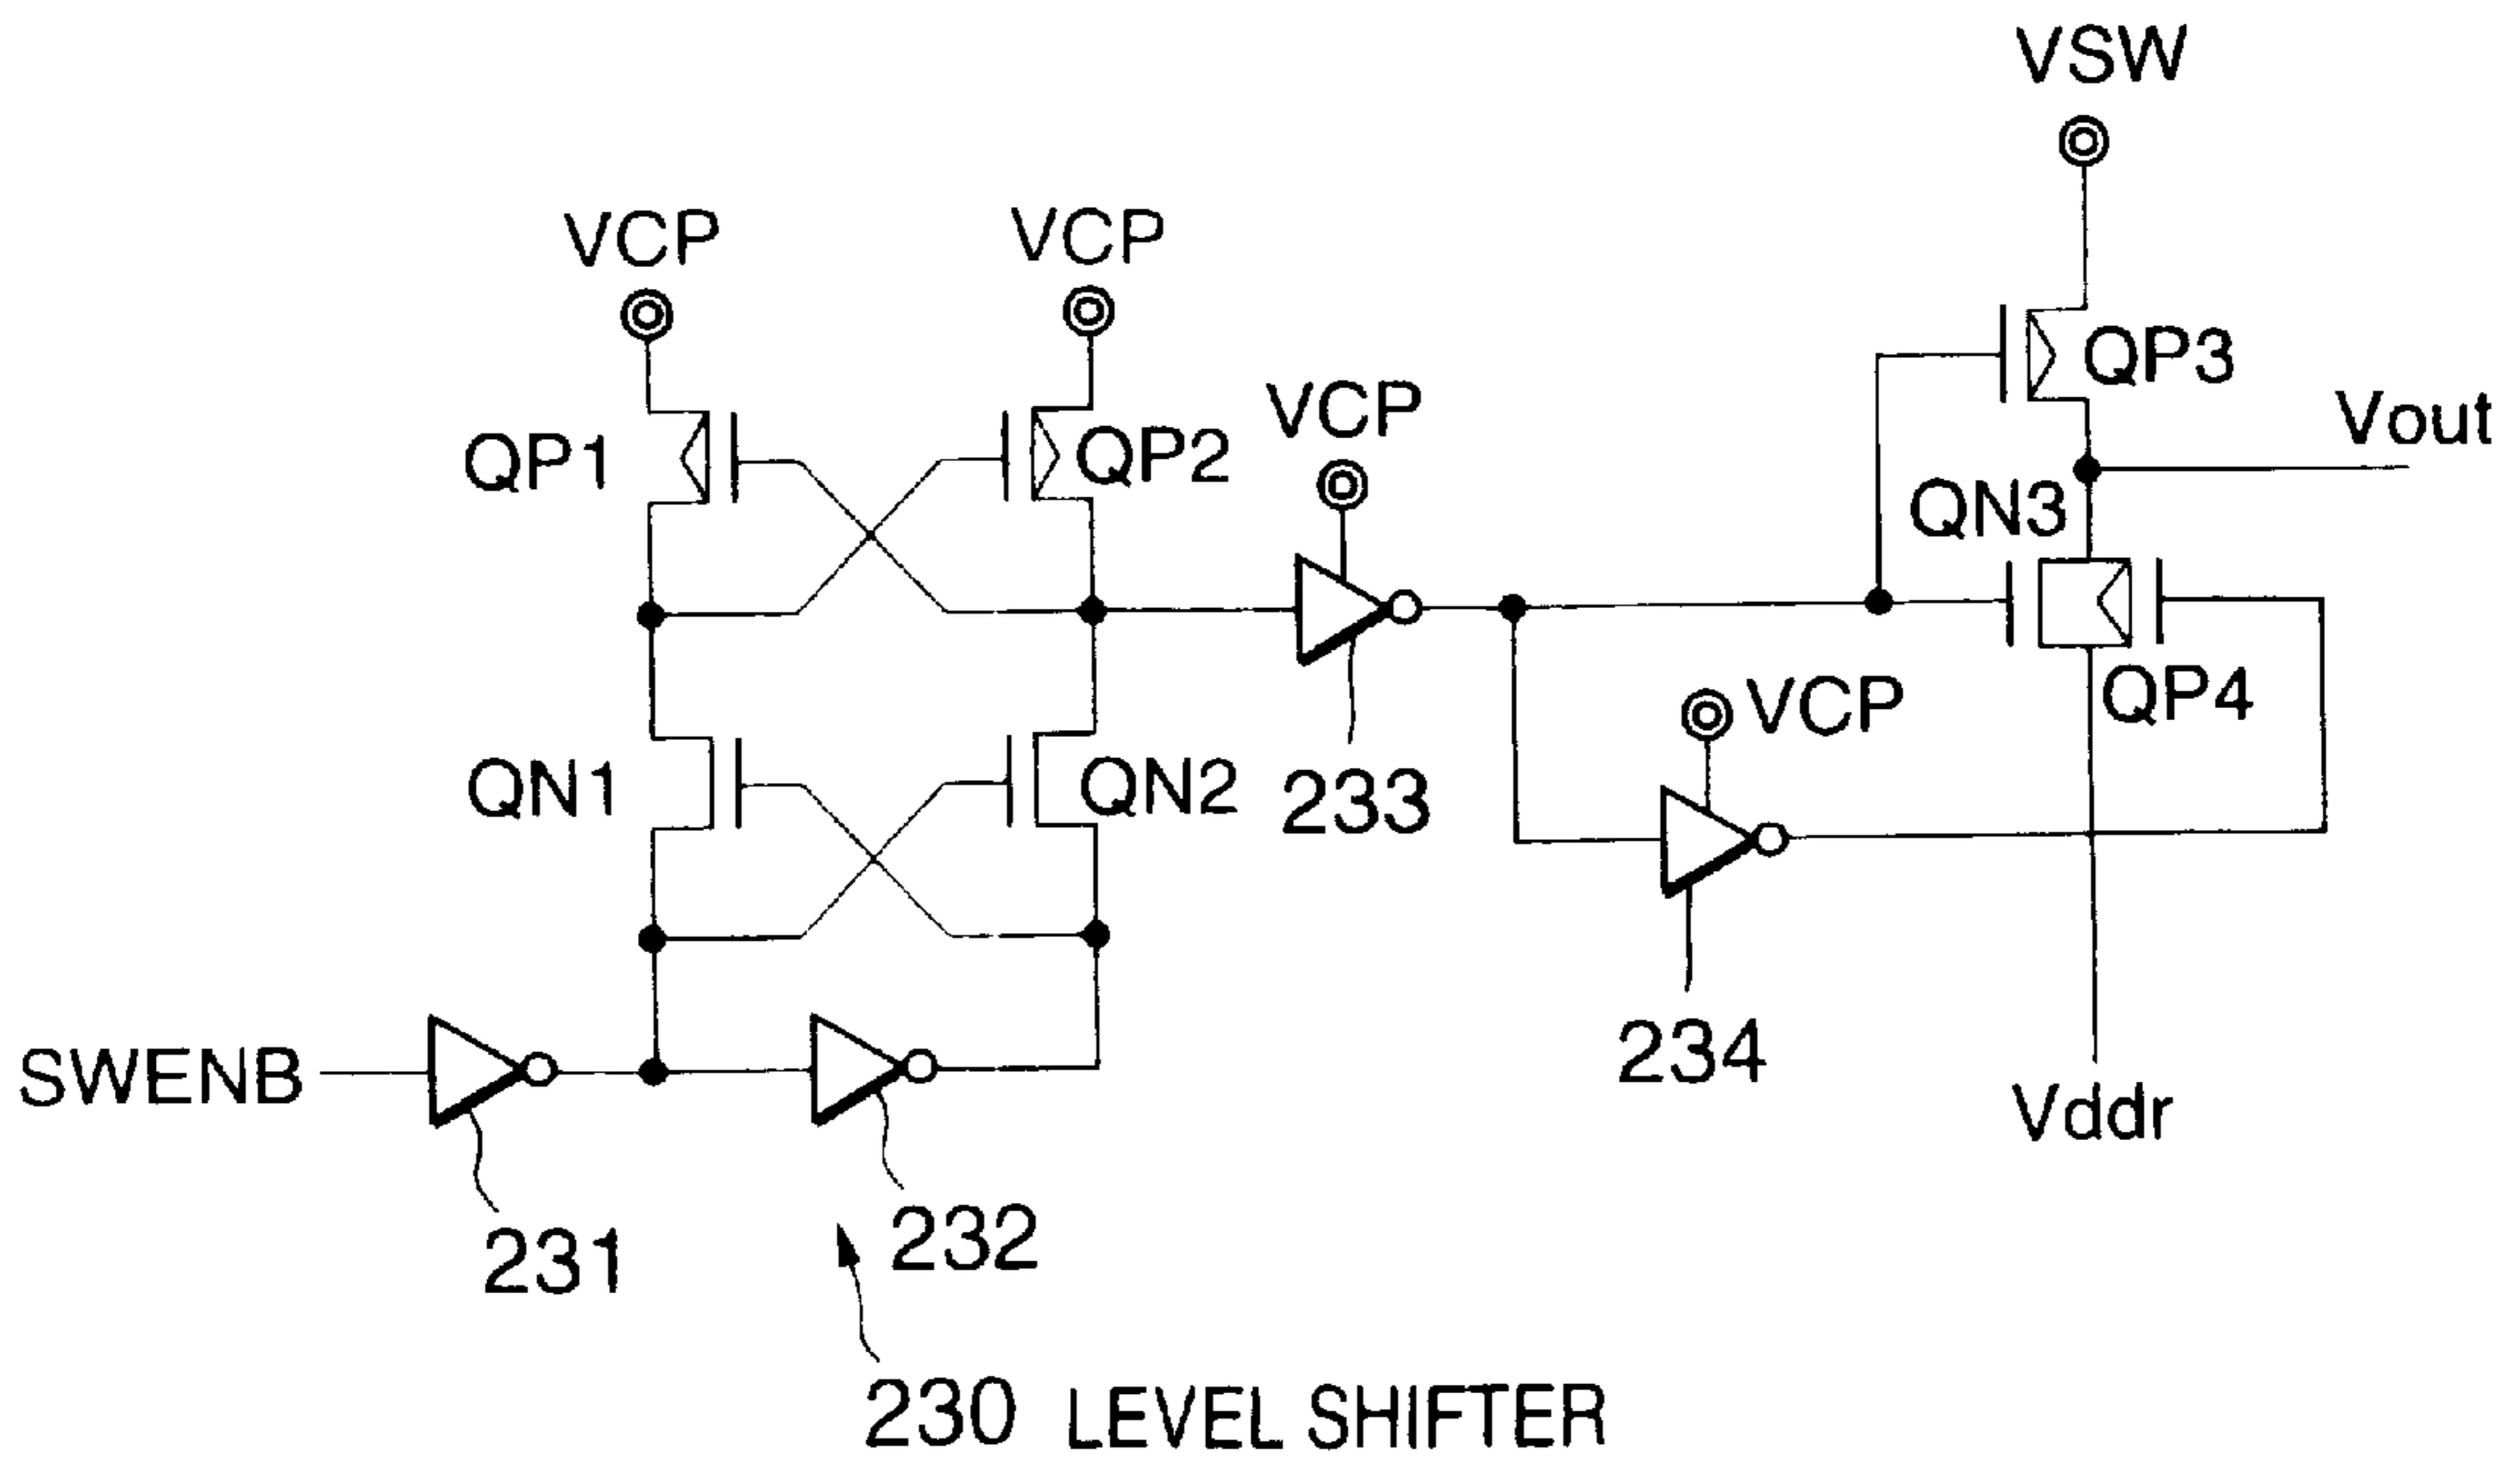 VSW
VCP
VCP
QP3
VCP
Vout
QP1
QP2
QN3
VCP
QP4
QN1
QN2
233
SWENB
234
Vddr
231
232
230 LEVEL SHIFTER